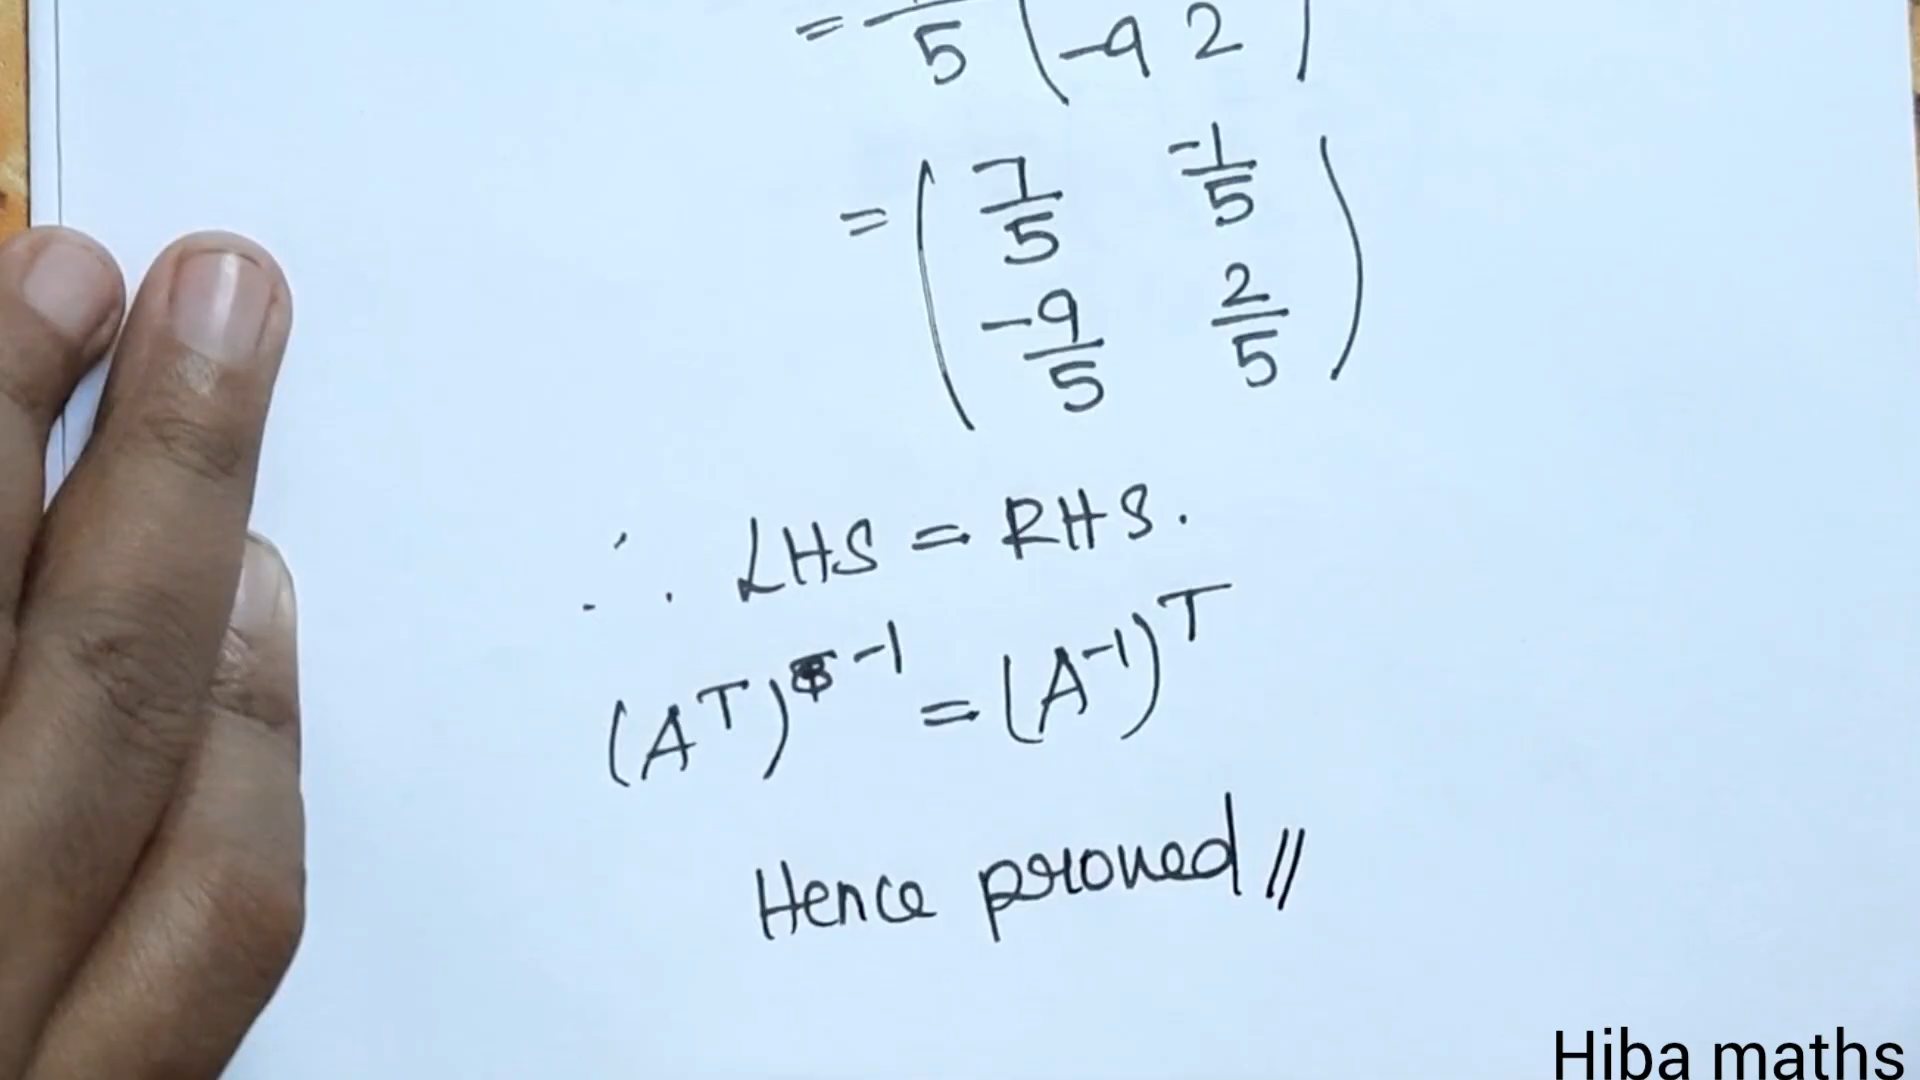 = 5 ( -9 2 )
= ( 7/5 -1/5
-9/5 2/5 )
∴ LHS = RHS.
(Aᵀ)⁻¹ = (A⁻¹)ᵀ
Hence proved //
Hiba maths